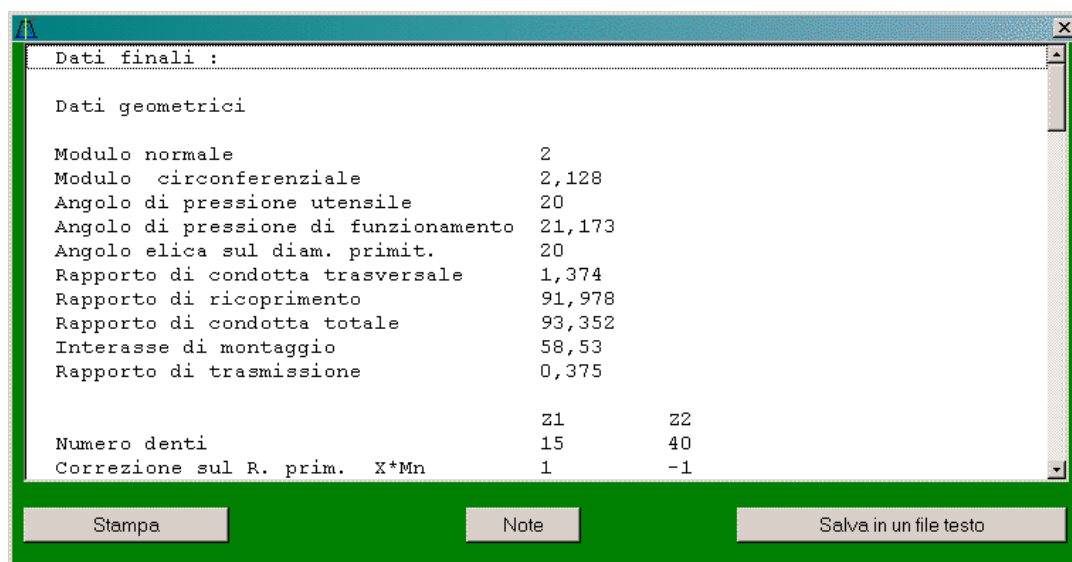 Dati finali :
Dati geometrici
Modulo normale 2
Modulo circonferenziale 2,128
Angolo di pressione utensile 20
Angolo di pressione di funzionamento 21,173
Angolo elica sul diam. primit. 20
Rapporto di condotta trasversale 1,374
Rapporto di ricoprimento 91,978
Rapporto di condotta totale 93,352
Interasse di montaggio 58,53
Rapporto di trasmissione 0,375
Z1 Z2
Numero denti 15 40
Correzione sul R. prim. X*Mn 1 -1
Stampa Note Salva in un file testo